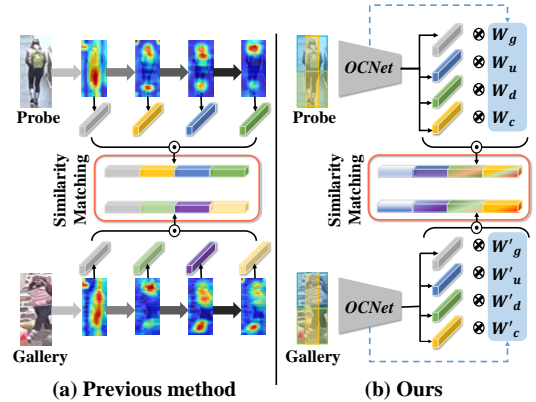 Probe
Similarity
Matching
Gallery
(a) Previous method
OCNet
W_g
W_u
W_d
W_c
Probe
Similarity
Matching
OCNet
W'_g
W'_u
W'_d
W'_c
Gallery
(b) Ours